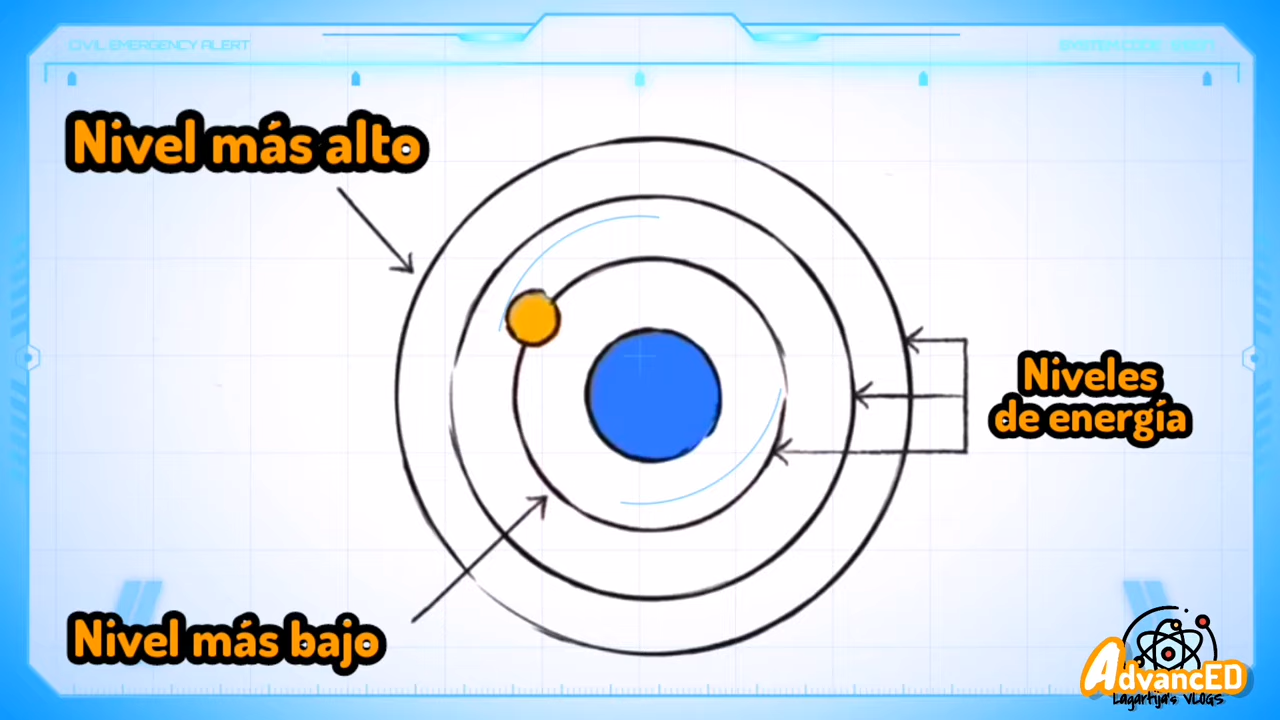 CIVIL EMERGENCY ALERT
Nivel más alto
Niveles
de energía
Nivel más bajo
AdvancED
Lagartija's VLOGS